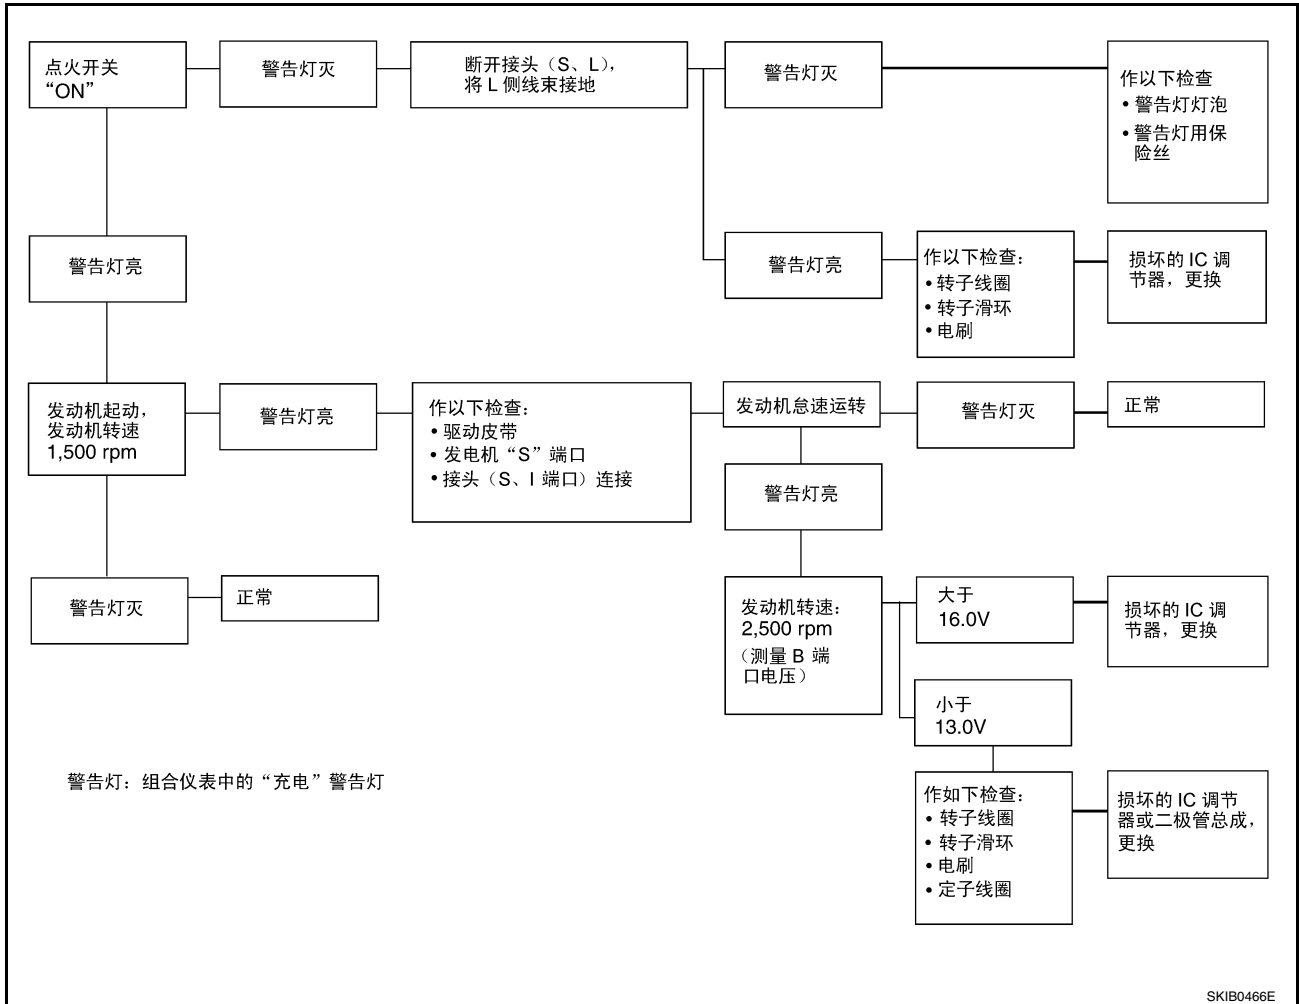 点火开关
“ON”
警告灯灭
断开接头（S、L），
将 L 侧线束接地
警告灯灭
作以下检查
• 警告灯灯泡
• 警告灯用保
险丝
警告灯亮
警告灯亮
作以下检查：
• 转子线圈
• 转子滑环
• 电刷
损坏的 IC 调
节器，更换
发动机起动，
发动机转速
1,500 rpm
警告灯亮
作以下检查：
• 驱动皮带
• 发电机“S”端口
• 接头（S、I 端口）连接
发动机怠速运转
警告灯灭
正常
警告灯亮
警告灯灭
正常
发动机转速：
2,500 rpm
（测量 B 端
口电压）
大于
16.0V
损坏的 IC 调
节器，更换
小于
13.0V
警告灯：组合仪表中的“充电”警告灯
作如下检查：
• 转子线圈
• 转子滑环
• 电刷
• 定子线圈
损坏的 IC 调节
器或二极管总成，
更换
SKIB0466E